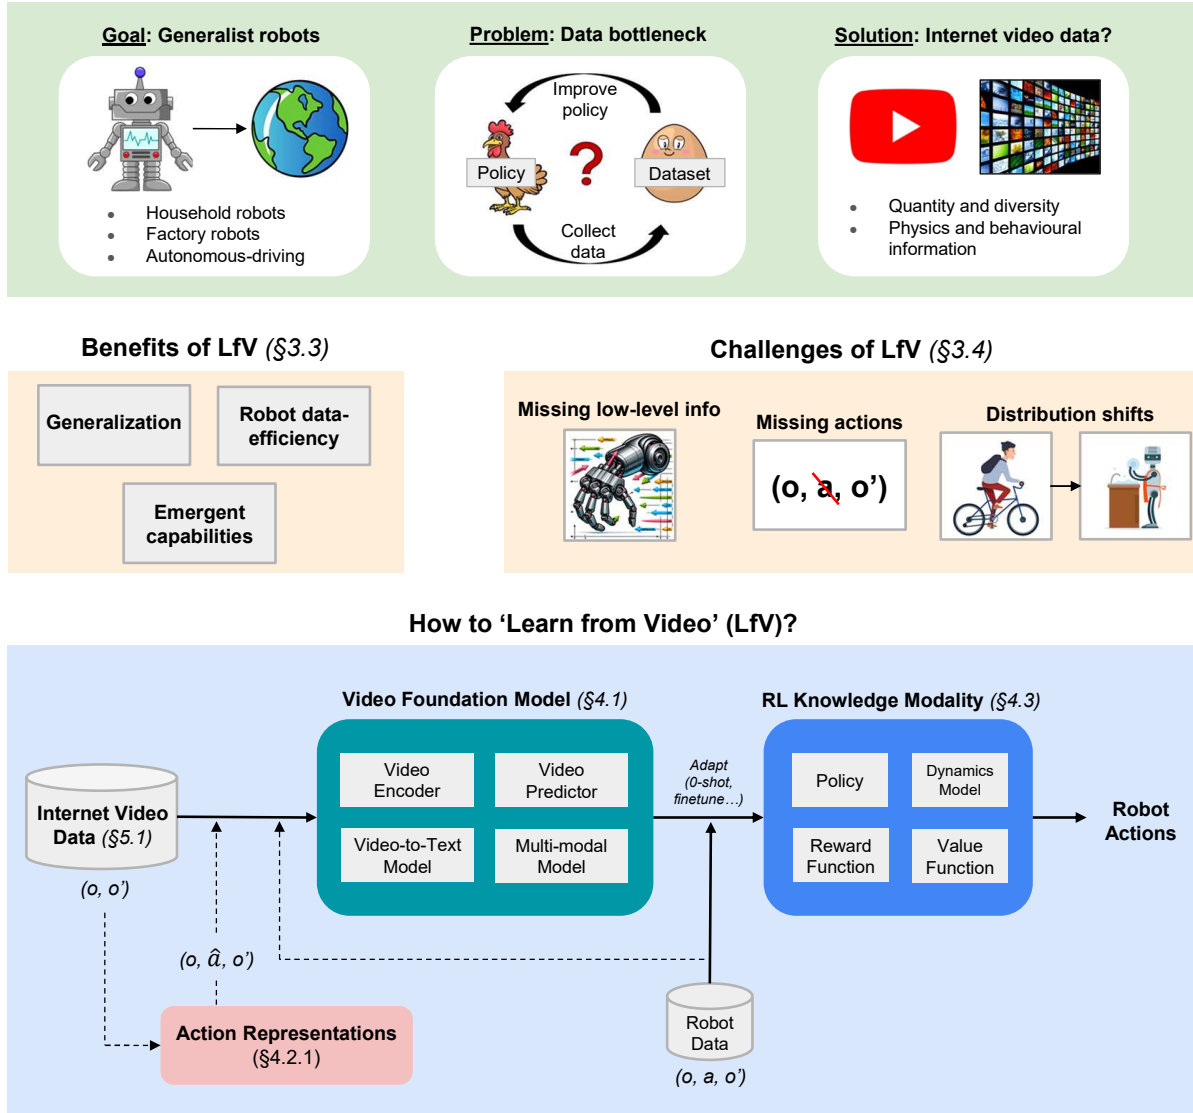 Goal: Generalist robots
Household robots
Factory robots
Autonomous-driving
Problem: Data bottleneck
Improve
policy
Policy
Dataset
?
Collect
data
Solution: Internet video data?
Quantity and diversity
Physics and behavioural
information
Benefits of LfV (§3.3)
Generalization
Robot data-
efficiency
Emergent
capabilities
Challenges of LfV (§3.4)
Missing low-level info
Missing actions
(o, a, o’)
Distribution shifts
How to ‘Learn from Video’ (LfV)?
Internet Video
Data (§5.1)
(o, o’)
(o, â, o’)
Action Representations
(§4.2.1)
Video Foundation Model (§4.1)
Video
Encoder
Video
Predictor
Video-to-Text
Model
Multi-modal
Model
Adapt
(0-shot,
finetune…)
Robot
Data
(o, a, o’)
RL Knowledge Modality (§4.3)
Policy
Dynamics
Model
Reward
Function
Value
Function
Robot
Actions